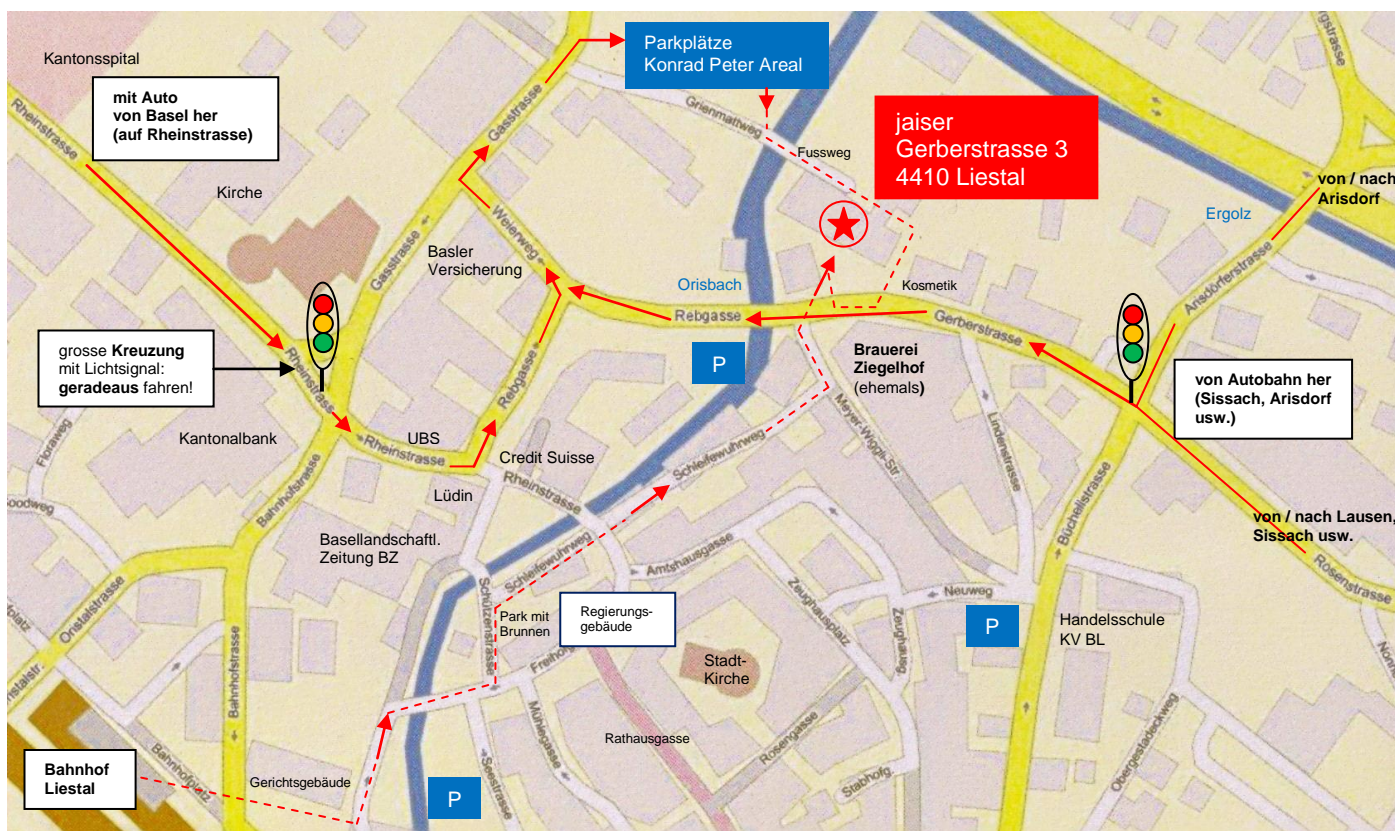 Kantonsspital
mit Auto
von Basel her
(auf Rheinstrasse)
Rheinstrasse
Kirche
Parkplätze
Konrad Peter Areal
Gasstrasse
Grienmattweg
Fussweg
jaiser
Gerberstrasse 3
4410 Liestal
von / nach
Arisdorf
Ergolz
Arisdörferstrasse
Weierweg
Gasstrasse
Basler
Versicherung
Orisbach
Kosmetik
Rebgasse
Gerberstrasse
grosse Kreuzung
mit Lichtsignal:
geradeaus fahren!
Rheinstrasse
Rebgasse
P
Brauerei
Ziegelhof
(ehemals)
von Autobahn her
(Sissach, Arisdorf
usw.)
Kantonalbank
UBS
Rheinstrasse
Credit Suisse
Schleifewuhrweg
Meyer-Wiggli-Str.
Lindenstrasse
Büchelistrasse
Floraweg
Bahnhofstrasse
Lüdin
Rheinstrasse
von / nach Lausen,
Sissach usw.
Rosenstrasse
Basellandschaftl.
Zeitung BZ
Schleifewuhrweg
Amtshausgasse
Zeughausplatz
Neuweg
Oristalstrasse
Schützenstrasse
Park mit
Brunnen
Regierungs-
gebäude
P
Handelsschule
KV BL
Zeughausg.
Stadt-
Kirche
Bahnhofstrasse
Mühlegasse
Rathausgasse
Rosengasse
Stabhofg.
Obergestadeckweg
Bahnhof
Liestal
Bahnhofplatz
Gerichtsgebäude
P
Seestrasse